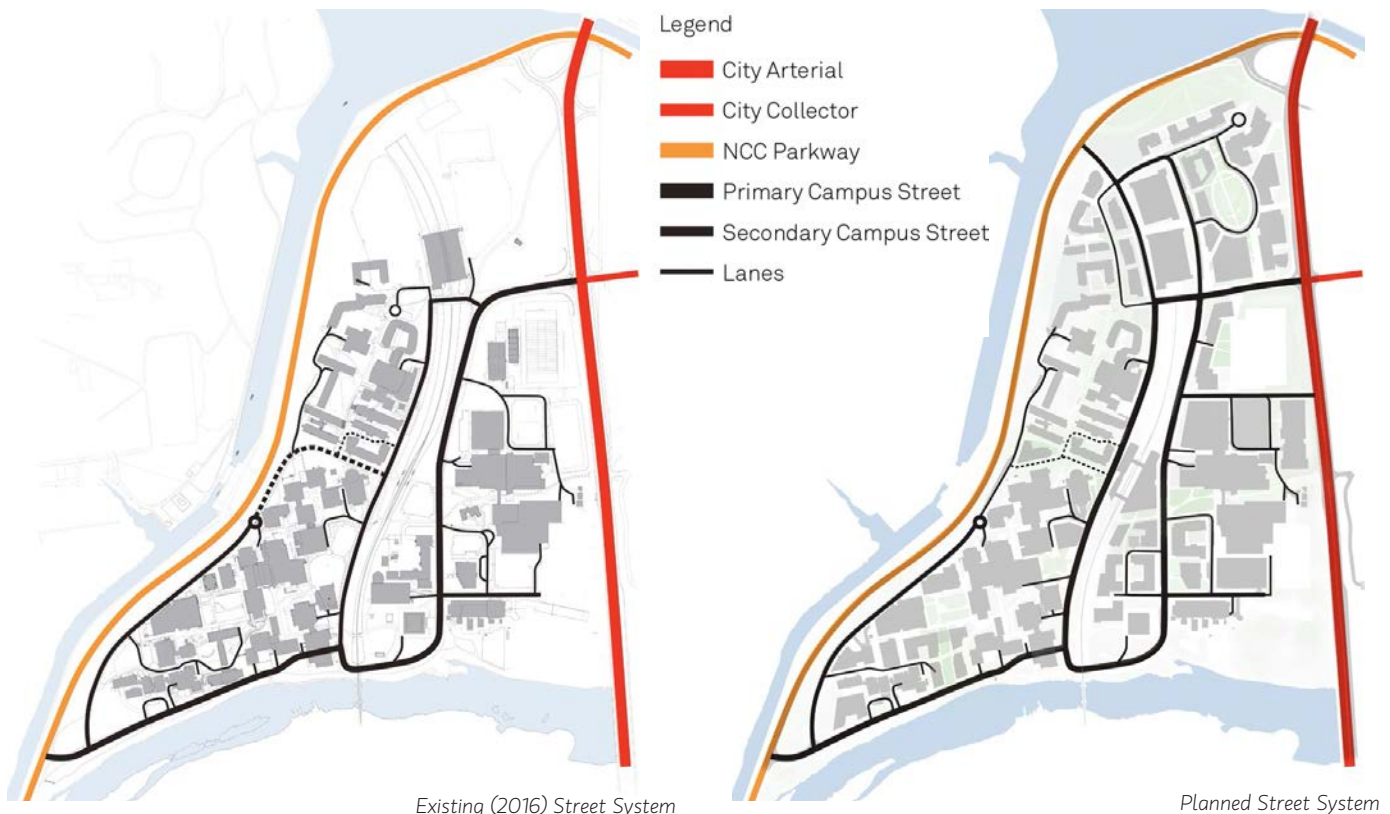 Legend
City Arterial
City Collector
NCC Parkway
Primary Campus Street
Secondary Campus Street
Lanes
Existing (2016) Street System
Planned Street System